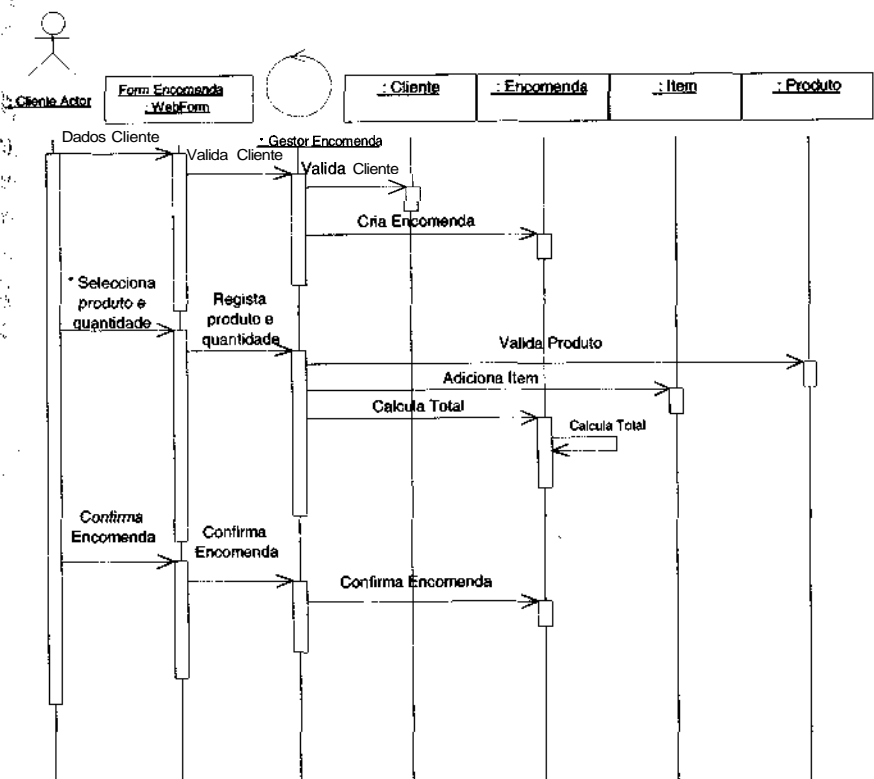 : Cliente Actor
Form Encomenda
: WebForm
: Gestor Encomenda
: Cliente
: Encomenda
: Item
: Produto
Dados Cliente
Valida Cliente
Valida Cliente
Cria Encomenda
* Selecciona
produto e
quantidade
Regista
produto e
quantidade
Valida Produto
Adiciona Item
Calcula Total
Calcula Total
Confirma
Encomenda
Confirma
Encomenda
Confirma Encomenda